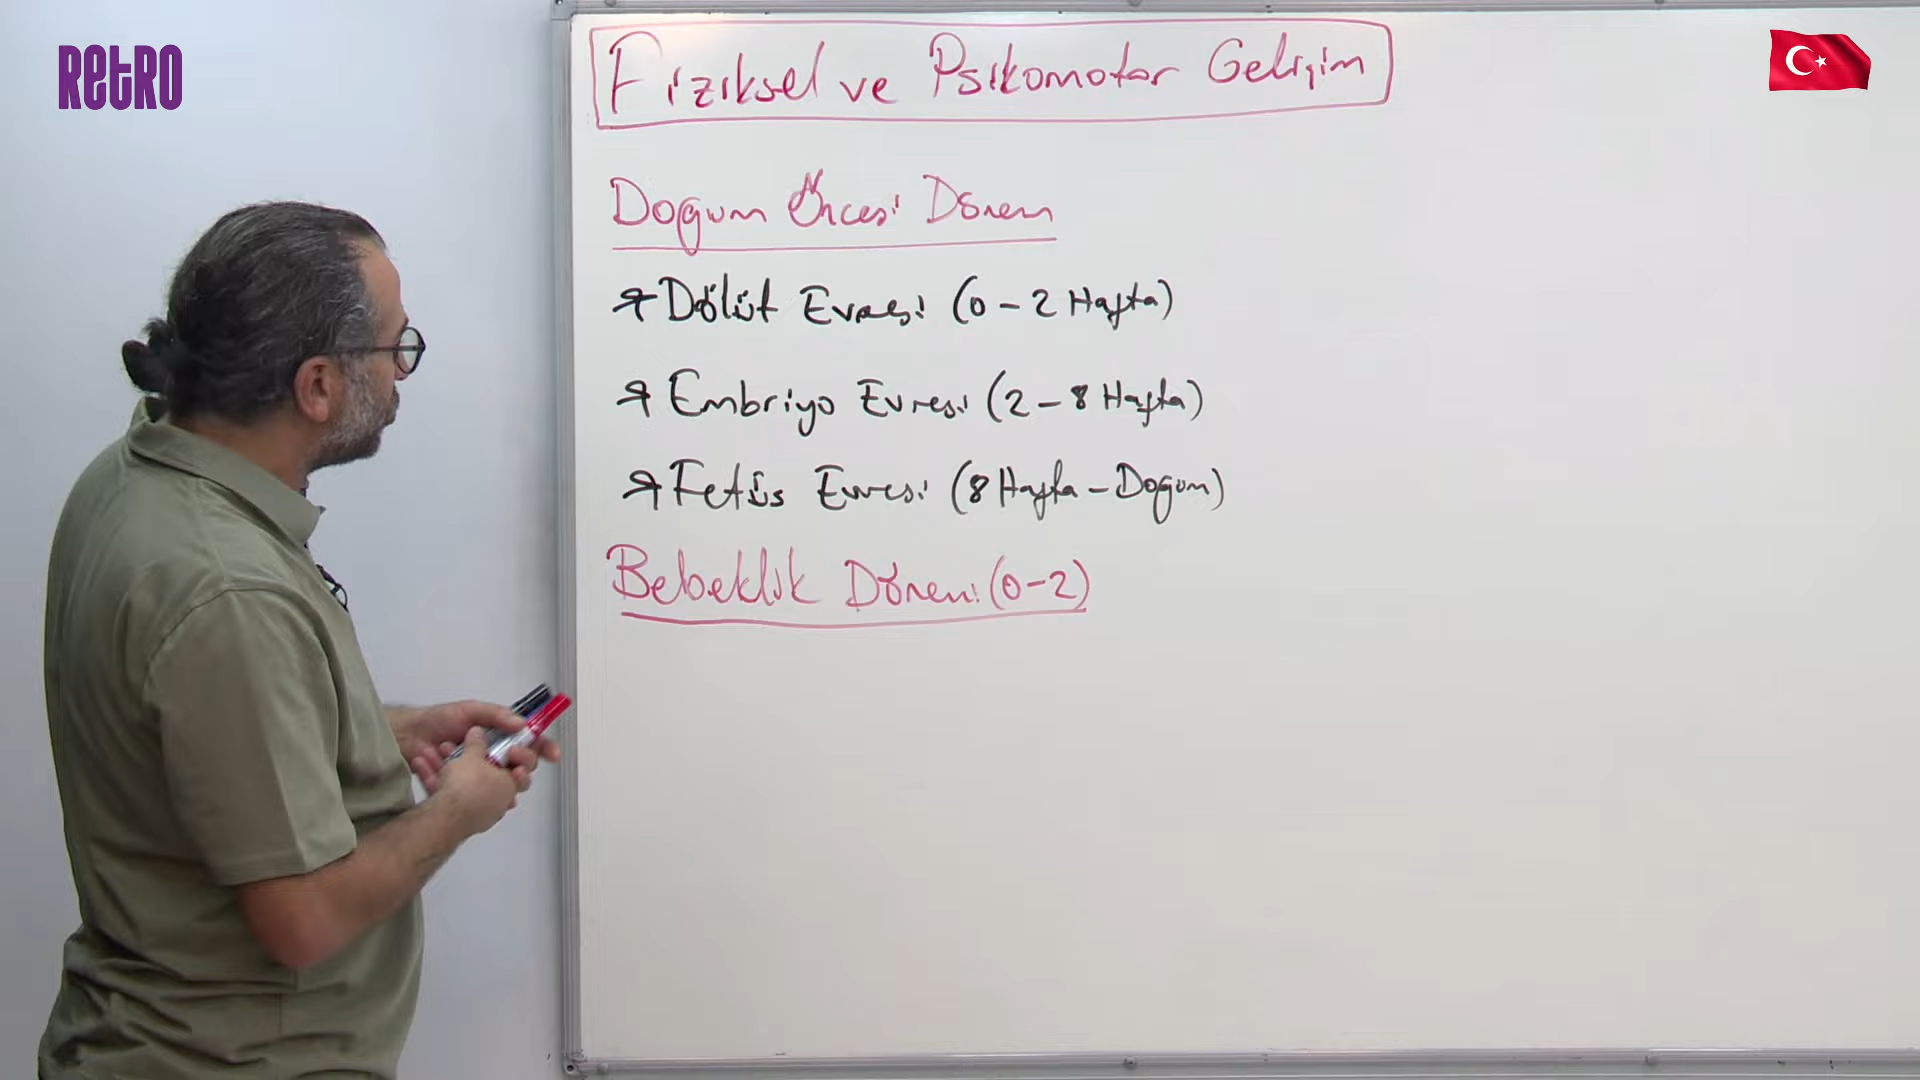 RETRO
Fiziksel ve Psikomotor Gelişim
Doğum Öncesi Dönem
* Dölüt Evresi (0-2 Hafta)
* Embriyo Evresi (2-8 Hafta)
* Fetüs Evresi (8 Hafta-Doğum)
Bebeklik Dönemi (0-2)